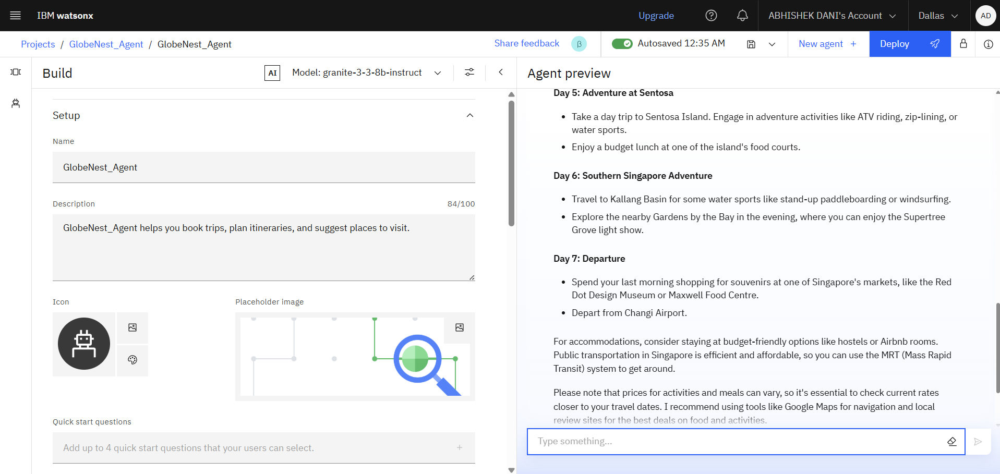 IBM watsonx
Upgrade
ABHISHEK DANI's Account
Dallas
AD
Projects / GlobeNest_Agent / GlobeNest_Agent
Share feedback
β
Autosaved 12:35 AM
New agent +
Deploy
Build
AI
Model: granite-3-3-8b-instruct
Setup
Name
GlobeNest_Agent
Description
84/100
GlobeNest_Agent helps you book trips, plan itineraries, and suggest places to visit.
Icon
Placeholder image
Quick start questions
Add up to 4 quick start questions that your users can select.
Agent preview
Day 5: Adventure at Sentosa
• Take a day trip to Sentosa Island. Engage in adventure activities like ATV riding, zip-lining, or
water sports.
• Enjoy a budget lunch at one of the island's food courts.
Day 6: Southern Singapore Adventure
• Travel to Kallang Basin for some water sports like stand-up paddleboarding or windsurfing.
• Explore the nearby Gardens by the Bay in the evening, where you can enjoy the Supertree
Grove light show.
Day 7: Departure
• Spend your last morning shopping for souvenirs at one of Singapore's markets, like the Red
Dot Design Museum or Maxwell Food Centre.
• Depart from Changi Airport.
For accommodations, consider staying at budget-friendly options like hostels or Airbnb rooms.
Public transportation in Singapore is efficient and affordable, so you can use the MRT (Mass Rapid
Transit) system to get around.
Please note that prices for activities and meals can vary, so it's essential to check current rates
closer to your travel dates. I recommend using tools like Google Maps for navigation and local
review sites for the best deals on food and activities.
Type something...